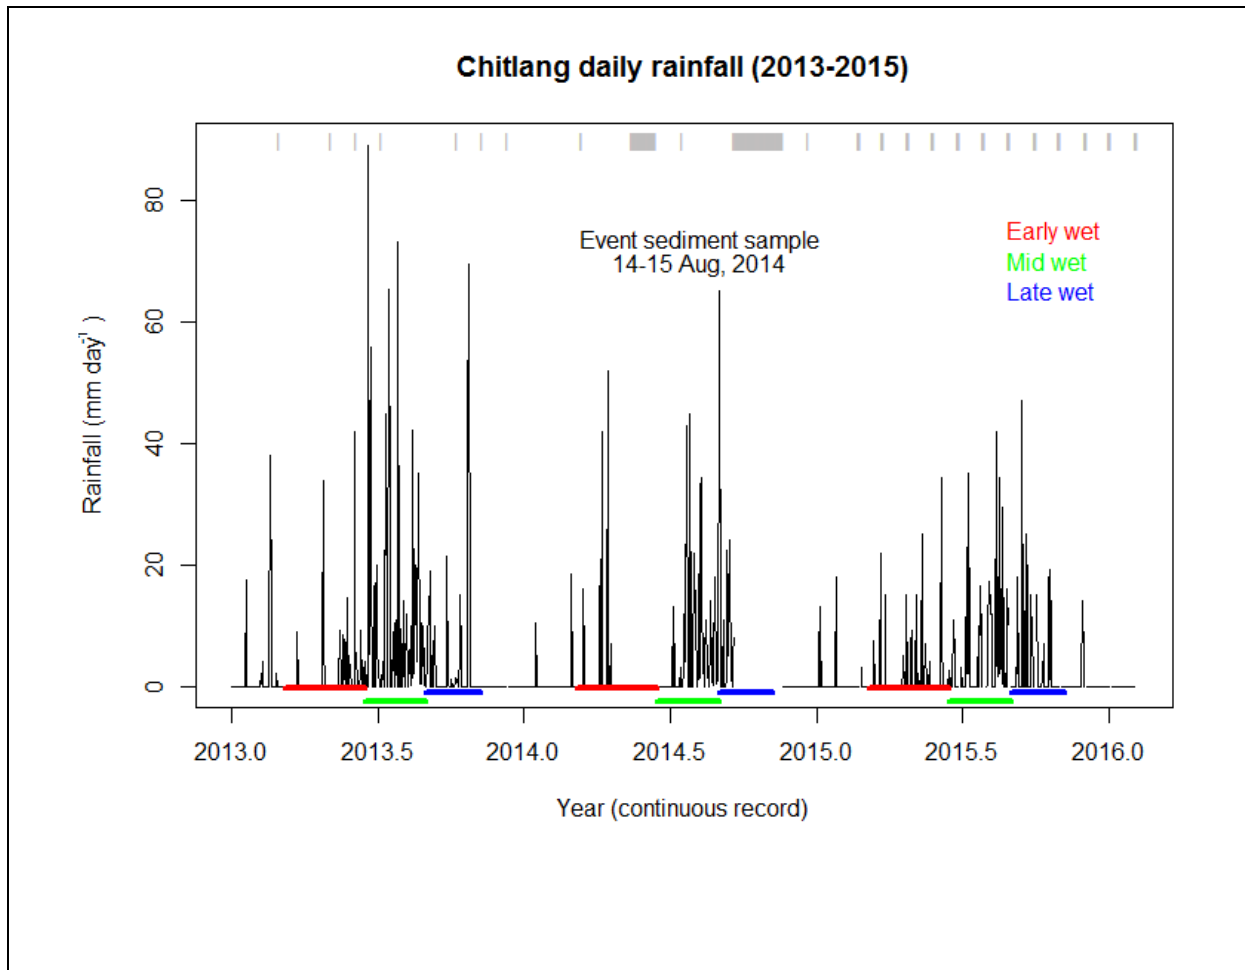 Chitlang daily rainfall (2013-2015)
Event sediment sample
14-15 Aug, 2014
Early wet
Mid wet
Late wet
Rainfall (mm day-1 )
80
60
40
20
0
2013.0 2013.5 2014.0 2014.5 2015.0 2015.5 2016.0
Year (continuous record)